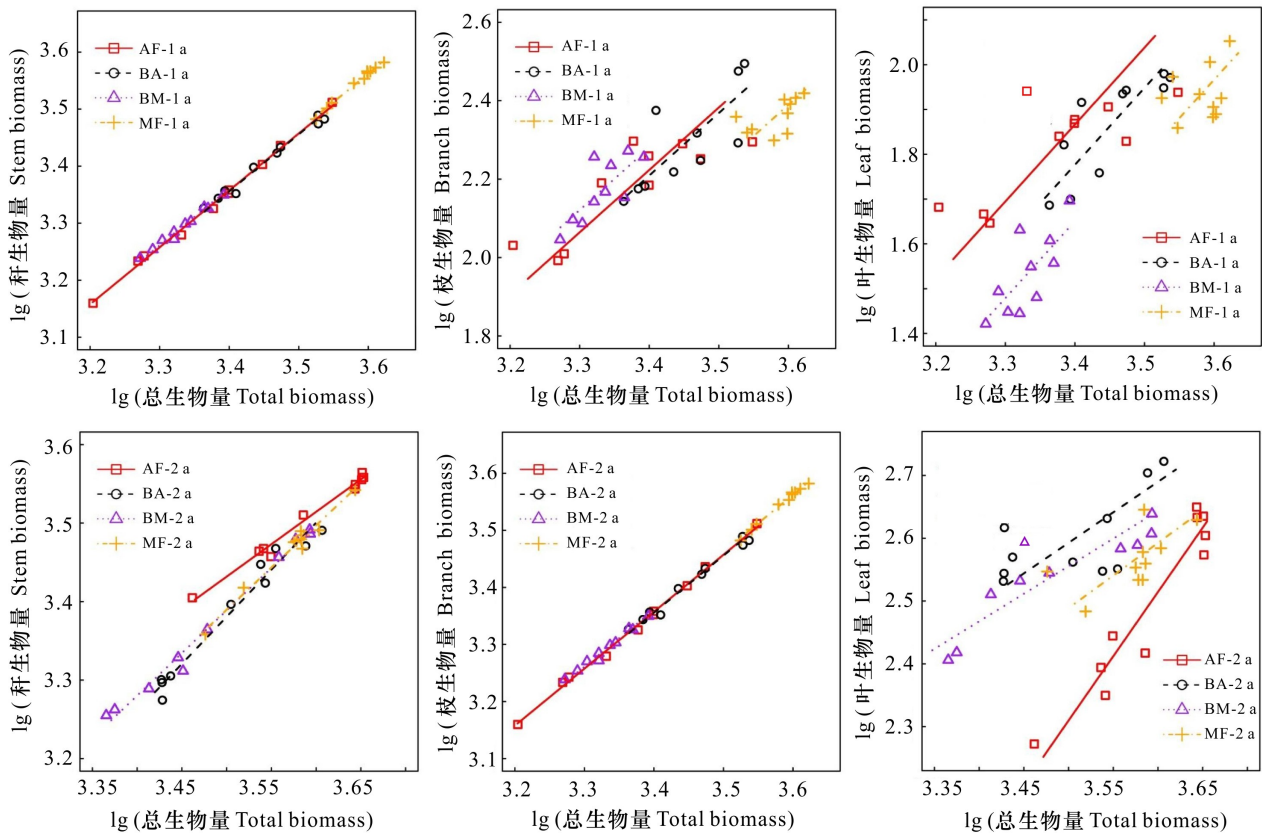 lg (秆生物量 Stem biomass)
3.6
3.5
3.4
3.3
3.2
3.1
AF-1 a
BA-1 a
BM-1 a
MF-1 a
3.2 3.3 3.4 3.5 3.6
lg (总生物量 Total biomass)
lg (枝生物量 Branch biomass)
2.6
2.4
2.2
2.0
1.8
AF-1 a
BA-1 a
BM-1 a
MF-1 a
3.2 3.3 3.4 3.5 3.6
lg (总生物量 Total biomass)
lg (叶生物量 Leaf biomass)
2.0
1.8
1.6
1.4
AF-1 a
BA-1 a
BM-1 a
MF-1 a
3.2 3.3 3.4 3.5 3.6
lg (总生物量 Total biomass)
lg (秆生物量 Stem biomass)
3.6
3.5
3.4
3.3
3.2
AF-2 a
BA-2 a
BM-2 a
MF-2 a
3.35 3.45 3.55 3.65
lg (总生物量 Total biomass)
lg (枝生物量 Branch biomass)
3.6
3.5
3.4
3.3
3.2
3.1
AF-2 a
BA-2 a
BM-2 a
MF-2 a
3.2 3.3 3.4 3.5 3.6
lg (总生物量 Total biomass)
lg (叶生物量 Leaf biomass)
2.7
2.6
2.5
2.4
2.3
AF-2 a
BA-2 a
BM-2 a
MF-2 a
3.35 3.45 3.55 3.65
lg (总生物量 Total biomass)